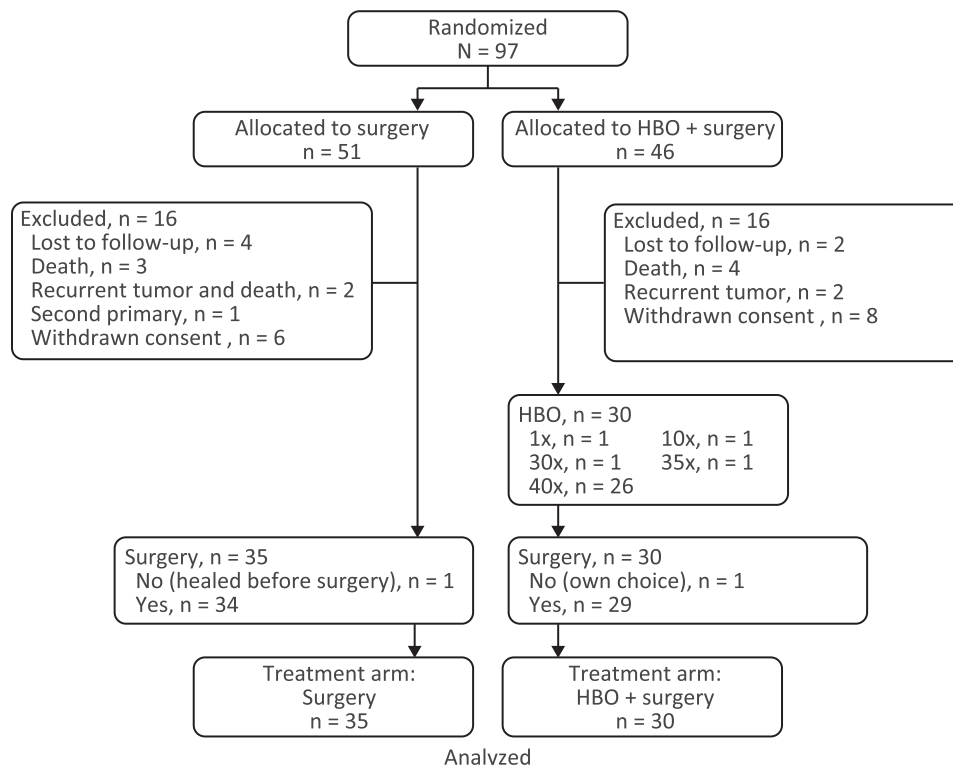 Randomized
N = 97
Allocated to surgery
n = 51
Allocated to HBO + surgery
n = 46
Excluded, n = 16
Lost to follow-up, n = 4
Death, n = 3
Recurrent tumor and death, n = 2
Second primary, n = 1
Withdrawn consent , n = 6
Excluded, n = 16
Lost to follow-up, n = 2
Death, n = 4
Recurrent tumor, n = 2
Withdrawn consent , n = 8
HBO, n = 30
1x, n = 1 10x, n = 1
30x, n = 1 35x, n = 1
40x, n = 26
Surgery, n = 35
No (healed before surgery), n = 1
Yes, n = 34
Surgery, n = 30
No (own choice), n = 1
Yes, n = 29
Treatment arm:
Surgery
n = 35
Treatment arm:
HBO + surgery
n = 30
Analyzed